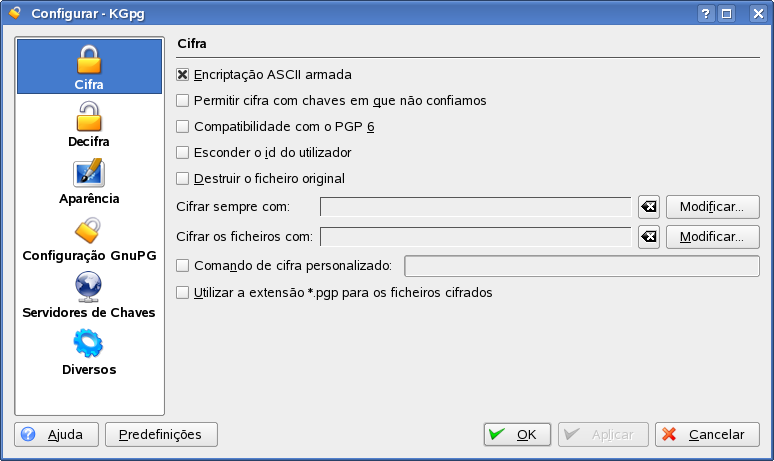 Configurar - KGpg
Cifra
Decifra
Aparência
Configuração GnuPG
Servidores de Chaves
Diversos
Cifra
Encriptação ASCII armada
Permitir cifra com chaves em que não confiamos
Compatibilidade com o PGP 6
Esconder o id do utilizador
Destruir o ficheiro original
Cifrar sempre com: Modificar...
Cifrar os ficheiros com: Modificar...
Comando de cifra personalizado:
Utilizar a extensão *.pgp para os ficheiros cifrados
Ajuda Predefinições OK Aplicar Cancelar